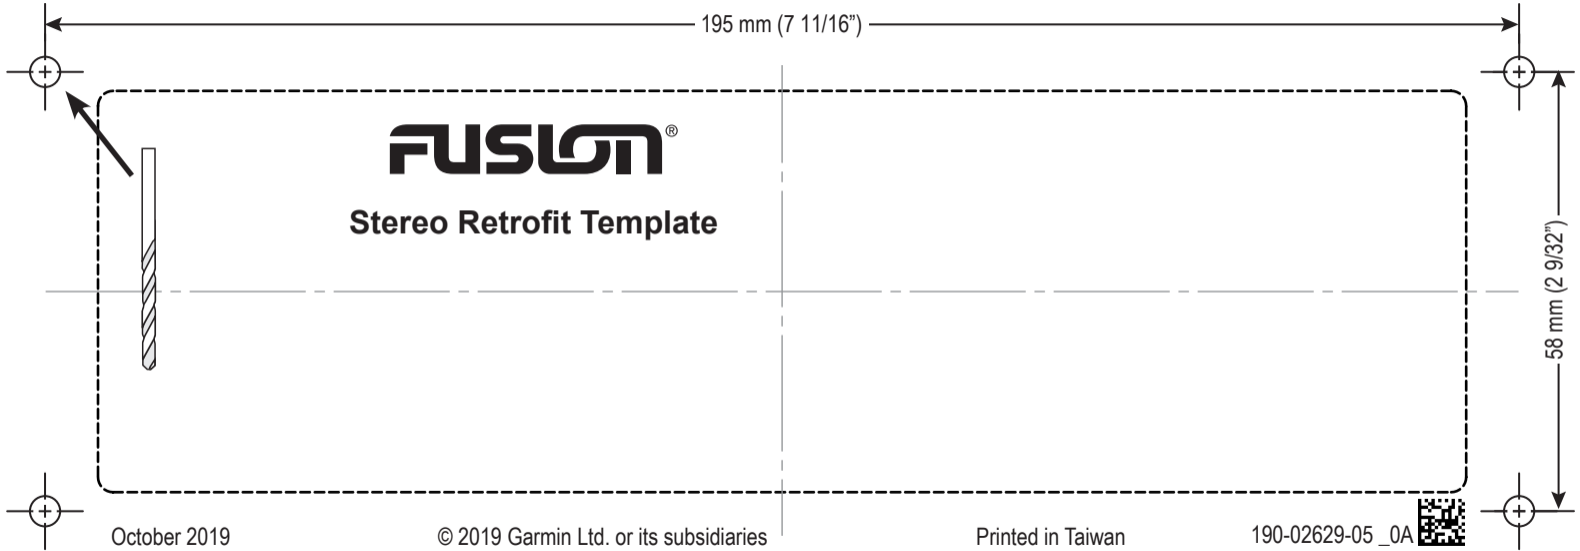 195 mm (7 11/16”)
FUSION®
Stereo Retrofit Template
58 mm (2 9/32”)
October 2019
© 2019 Garmin Ltd. or its subsidiaries
Printed in Taiwan
190-02629-05 _0A